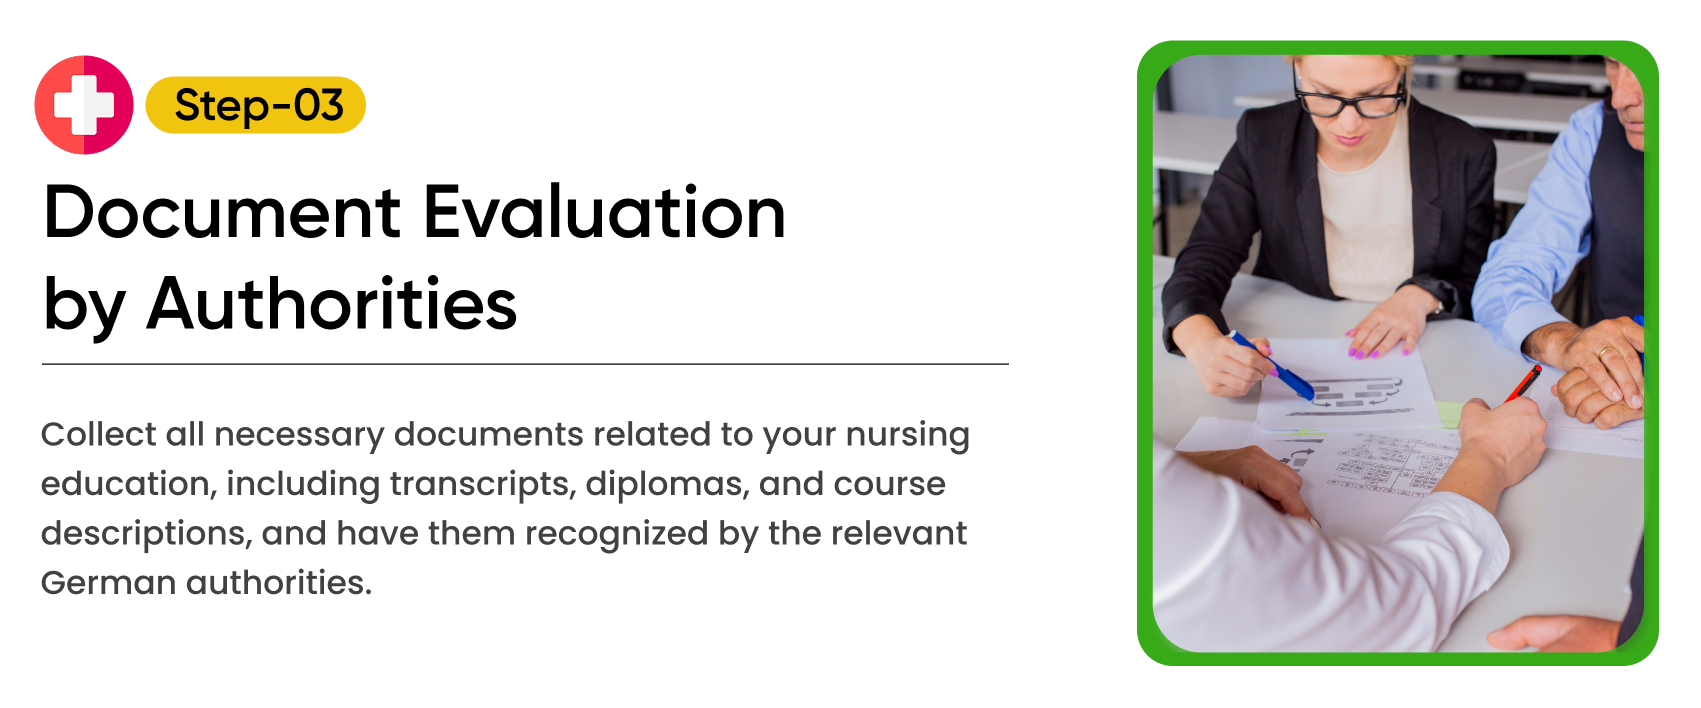 Step-03
Document Evaluation
by Authorities
Collect all necessary documents related to your nursing
education, including transcripts, diplomas, and course
descriptions, and have them recognized by the relevant
German authorities.